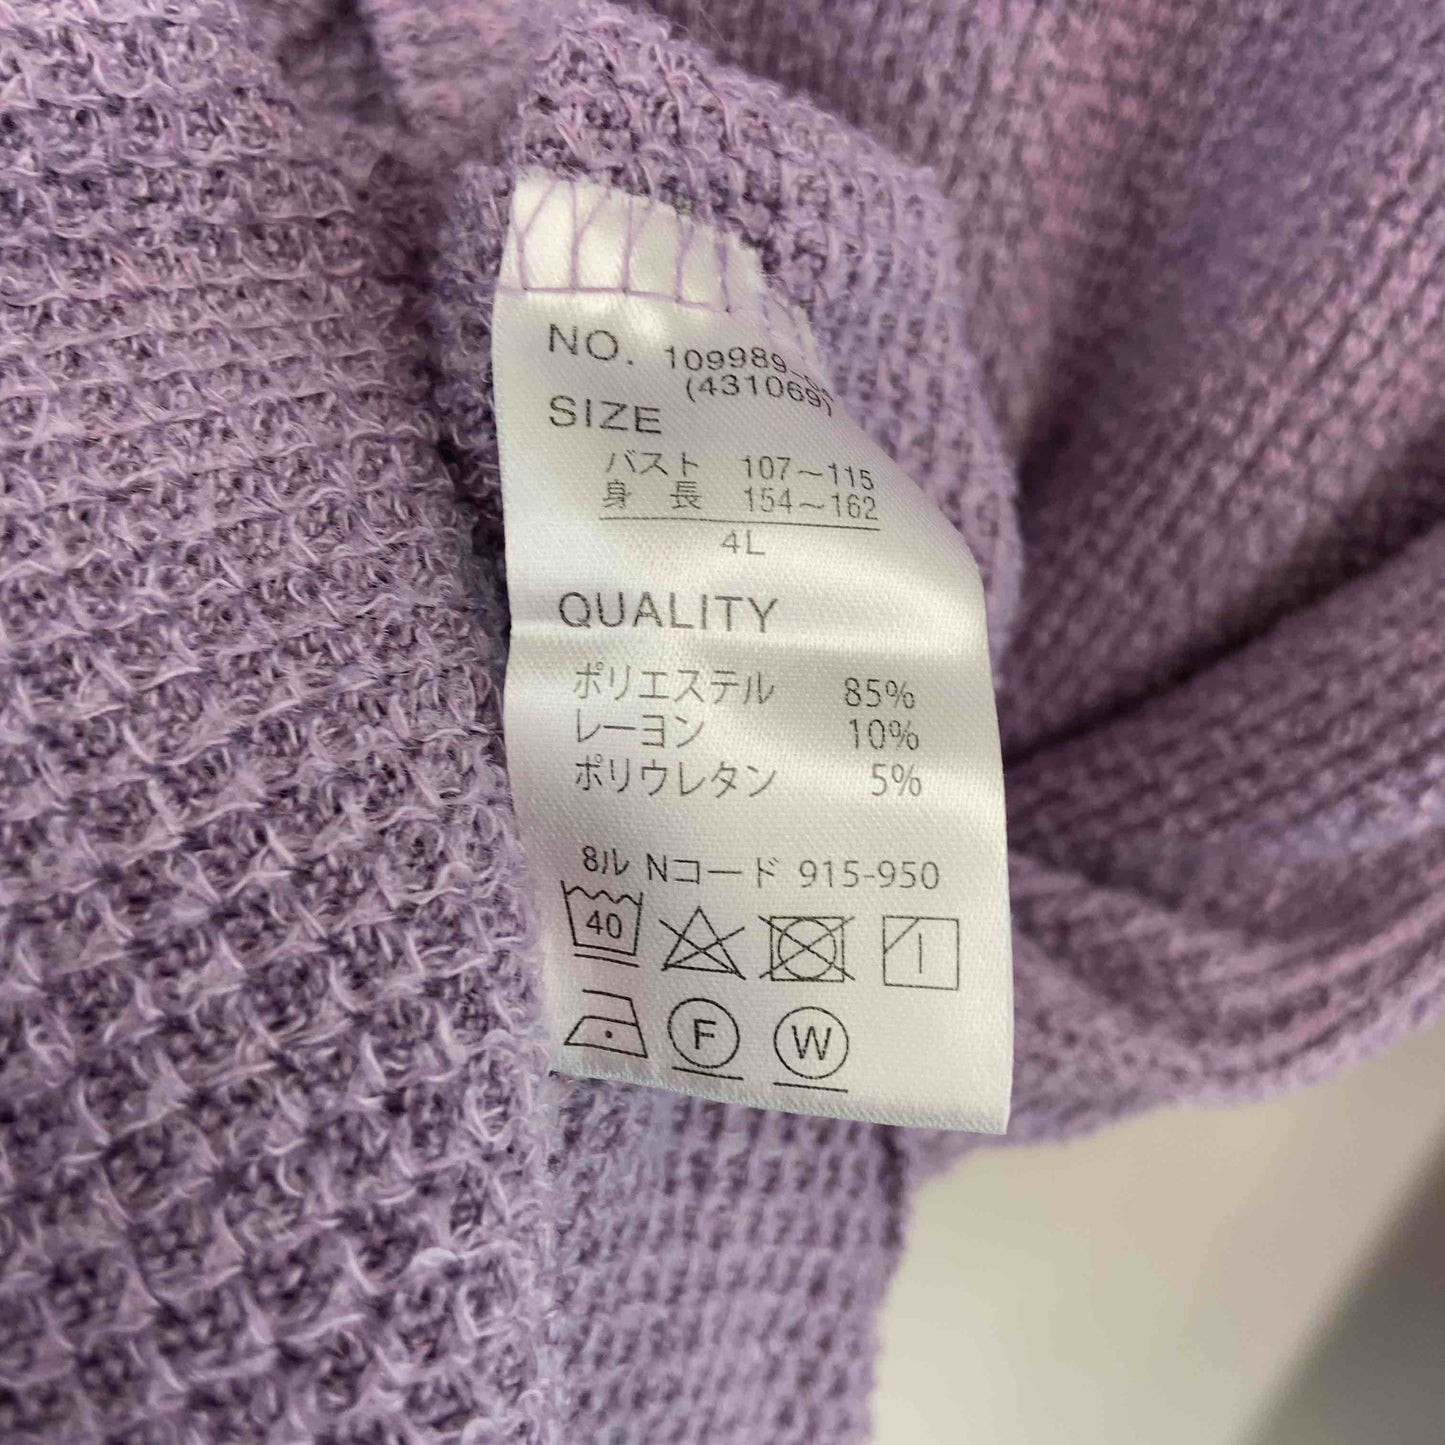 NO. 109989
(431069)
SIZE
バスト 107～115
身長 154～162
4L
QUALITY
ポリエステル 85%
レーヨン 10%
ポリウレタン 5%
8ル Nコード 915-950
40
F W